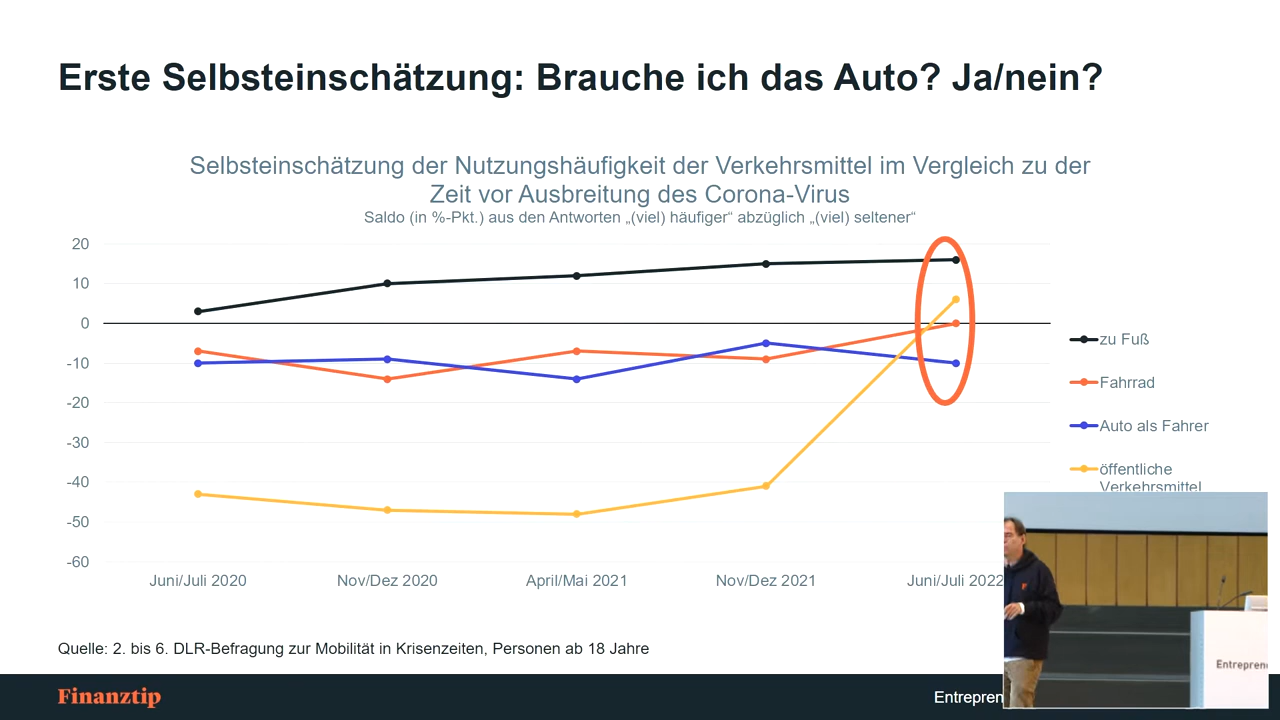 Erste Selbsteinschätzung: Brauche ich das Auto? Ja/nein?
Selbsteinschätzung der Nutzungshäufigkeit der Verkehrsmittel im Vergleich zu der
Zeit vor Ausbreitung des Corona-Virus
Saldo (in %-Pkt.) aus den Antworten „(viel) häufiger“ abzüglich „(viel) seltener“
20
10
0
-10
-20
-30
-40
-50
-60
Juni/Juli 2020
Nov/Dez 2020
April/Mai 2021
Nov/Dez 2021
Juni/Juli 2022
zu Fuß
Fahrrad
Auto als Fahrer
öffentliche
Verkehrsmittel
Quelle: 2. bis 6. DLR-Befragung zur Mobilität in Krisenzeiten, Personen ab 18 Jahre
Finanztip